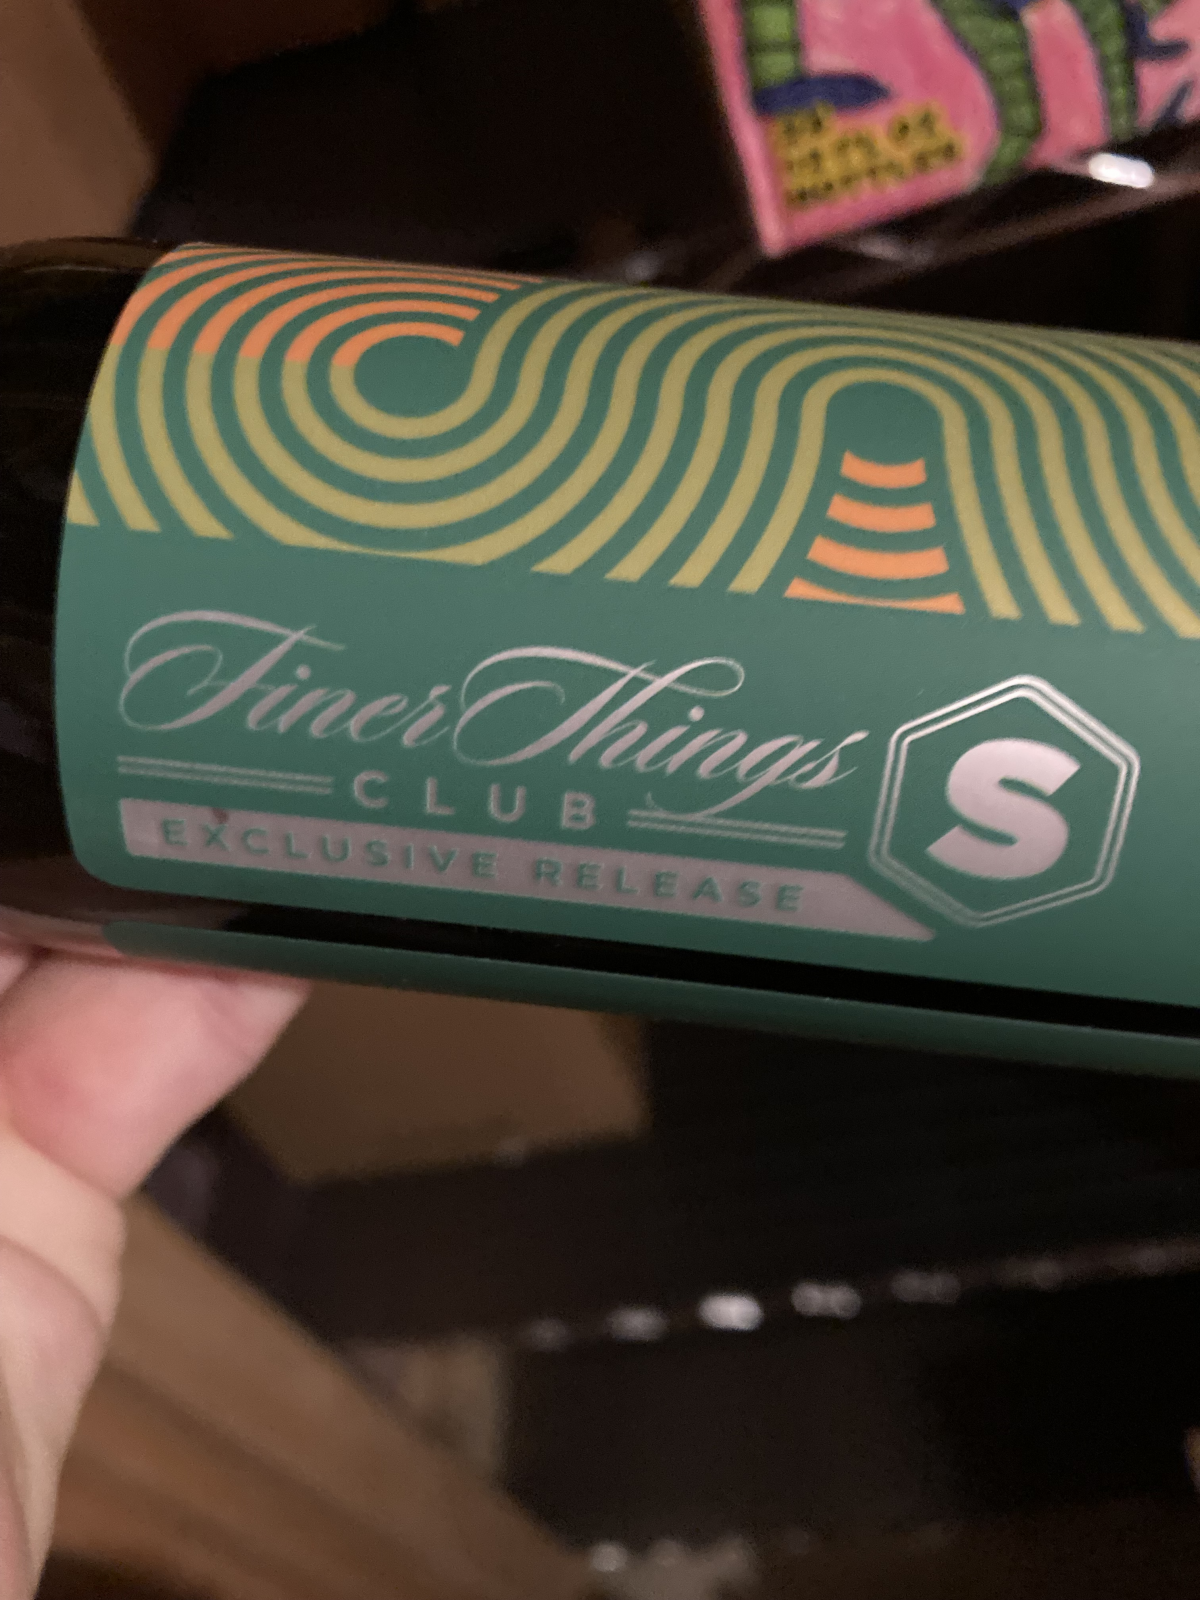 Finer Things
CLUB
EXCLUSIVE RELEASE
S